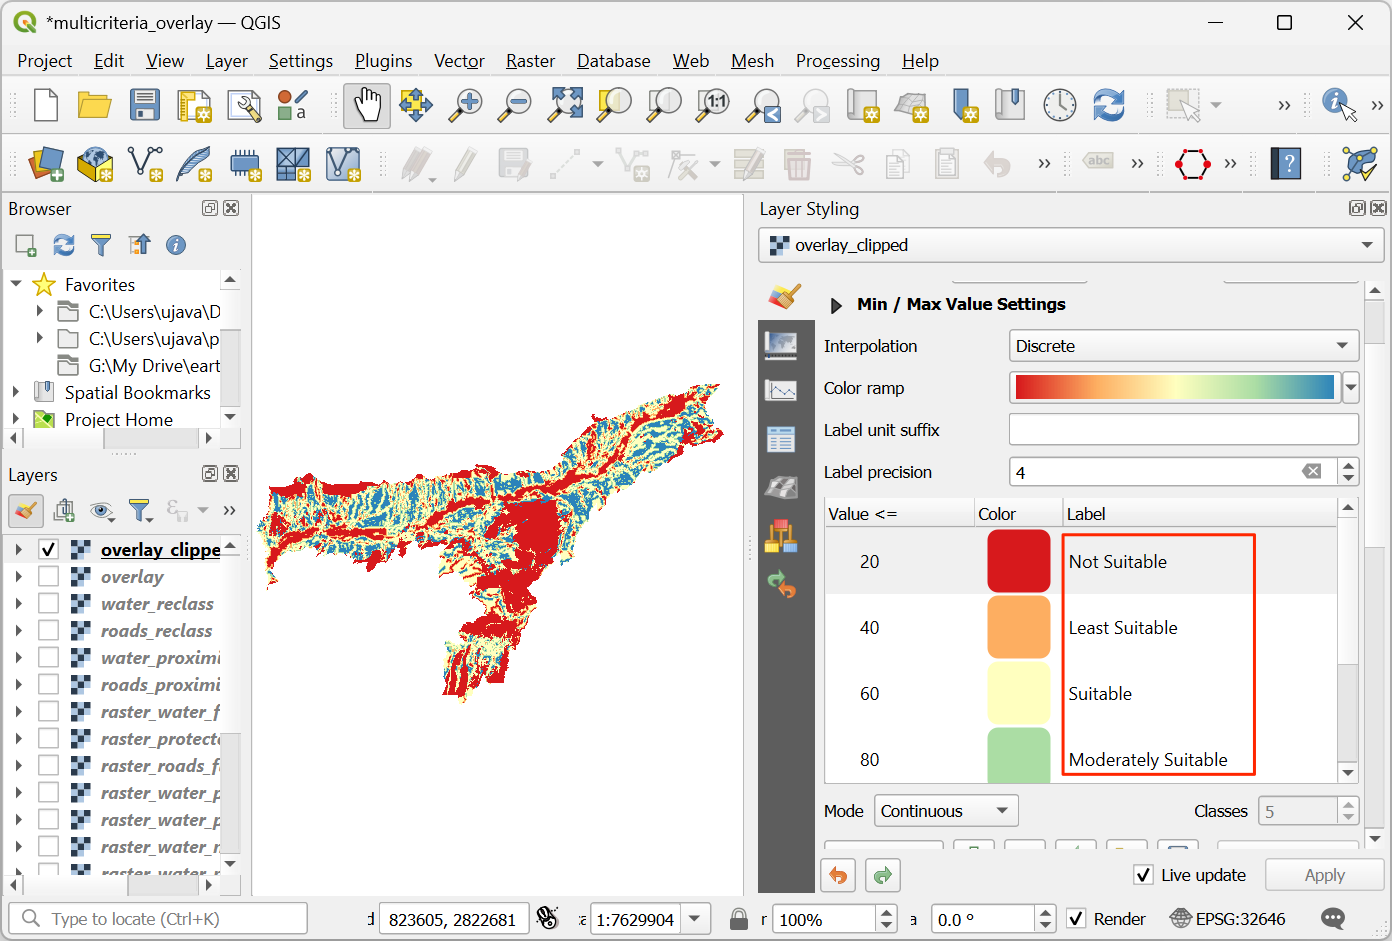 *multicriteria_overlay — QGIS
Project Edit View Layer Settings Plugins Vector Raster Database Web Mesh Processing Help
a
1:1
abc
?
Browser
Favorites
C:\Users\ujava\D
C:\Users\ujava\p
G:\My Drive\eart
Spatial Bookmarks
Project Home
Layers
overlay_clippe
overlay
water_reclass
roads_reclass
water_proximi
roads_proximi
raster_water_f
raster_protecte
raster_roads_f
raster_water_p
raster_water_p
raster_water_r
Layer Styling
overlay_clipped
Min / Max Value Settings
Interpolation Discrete
Color ramp
Label unit suffix
Label precision 4
Value <= Color Label
20 Not Suitable
40 Least Suitable
60 Suitable
80 Moderately Suitable
Mode Continuous Classes 5
Live update Apply
Type to locate (Ctrl+K) d 823605, 2822681 1:7629904 r 100% a 0.0 ° Render EPSG:32646